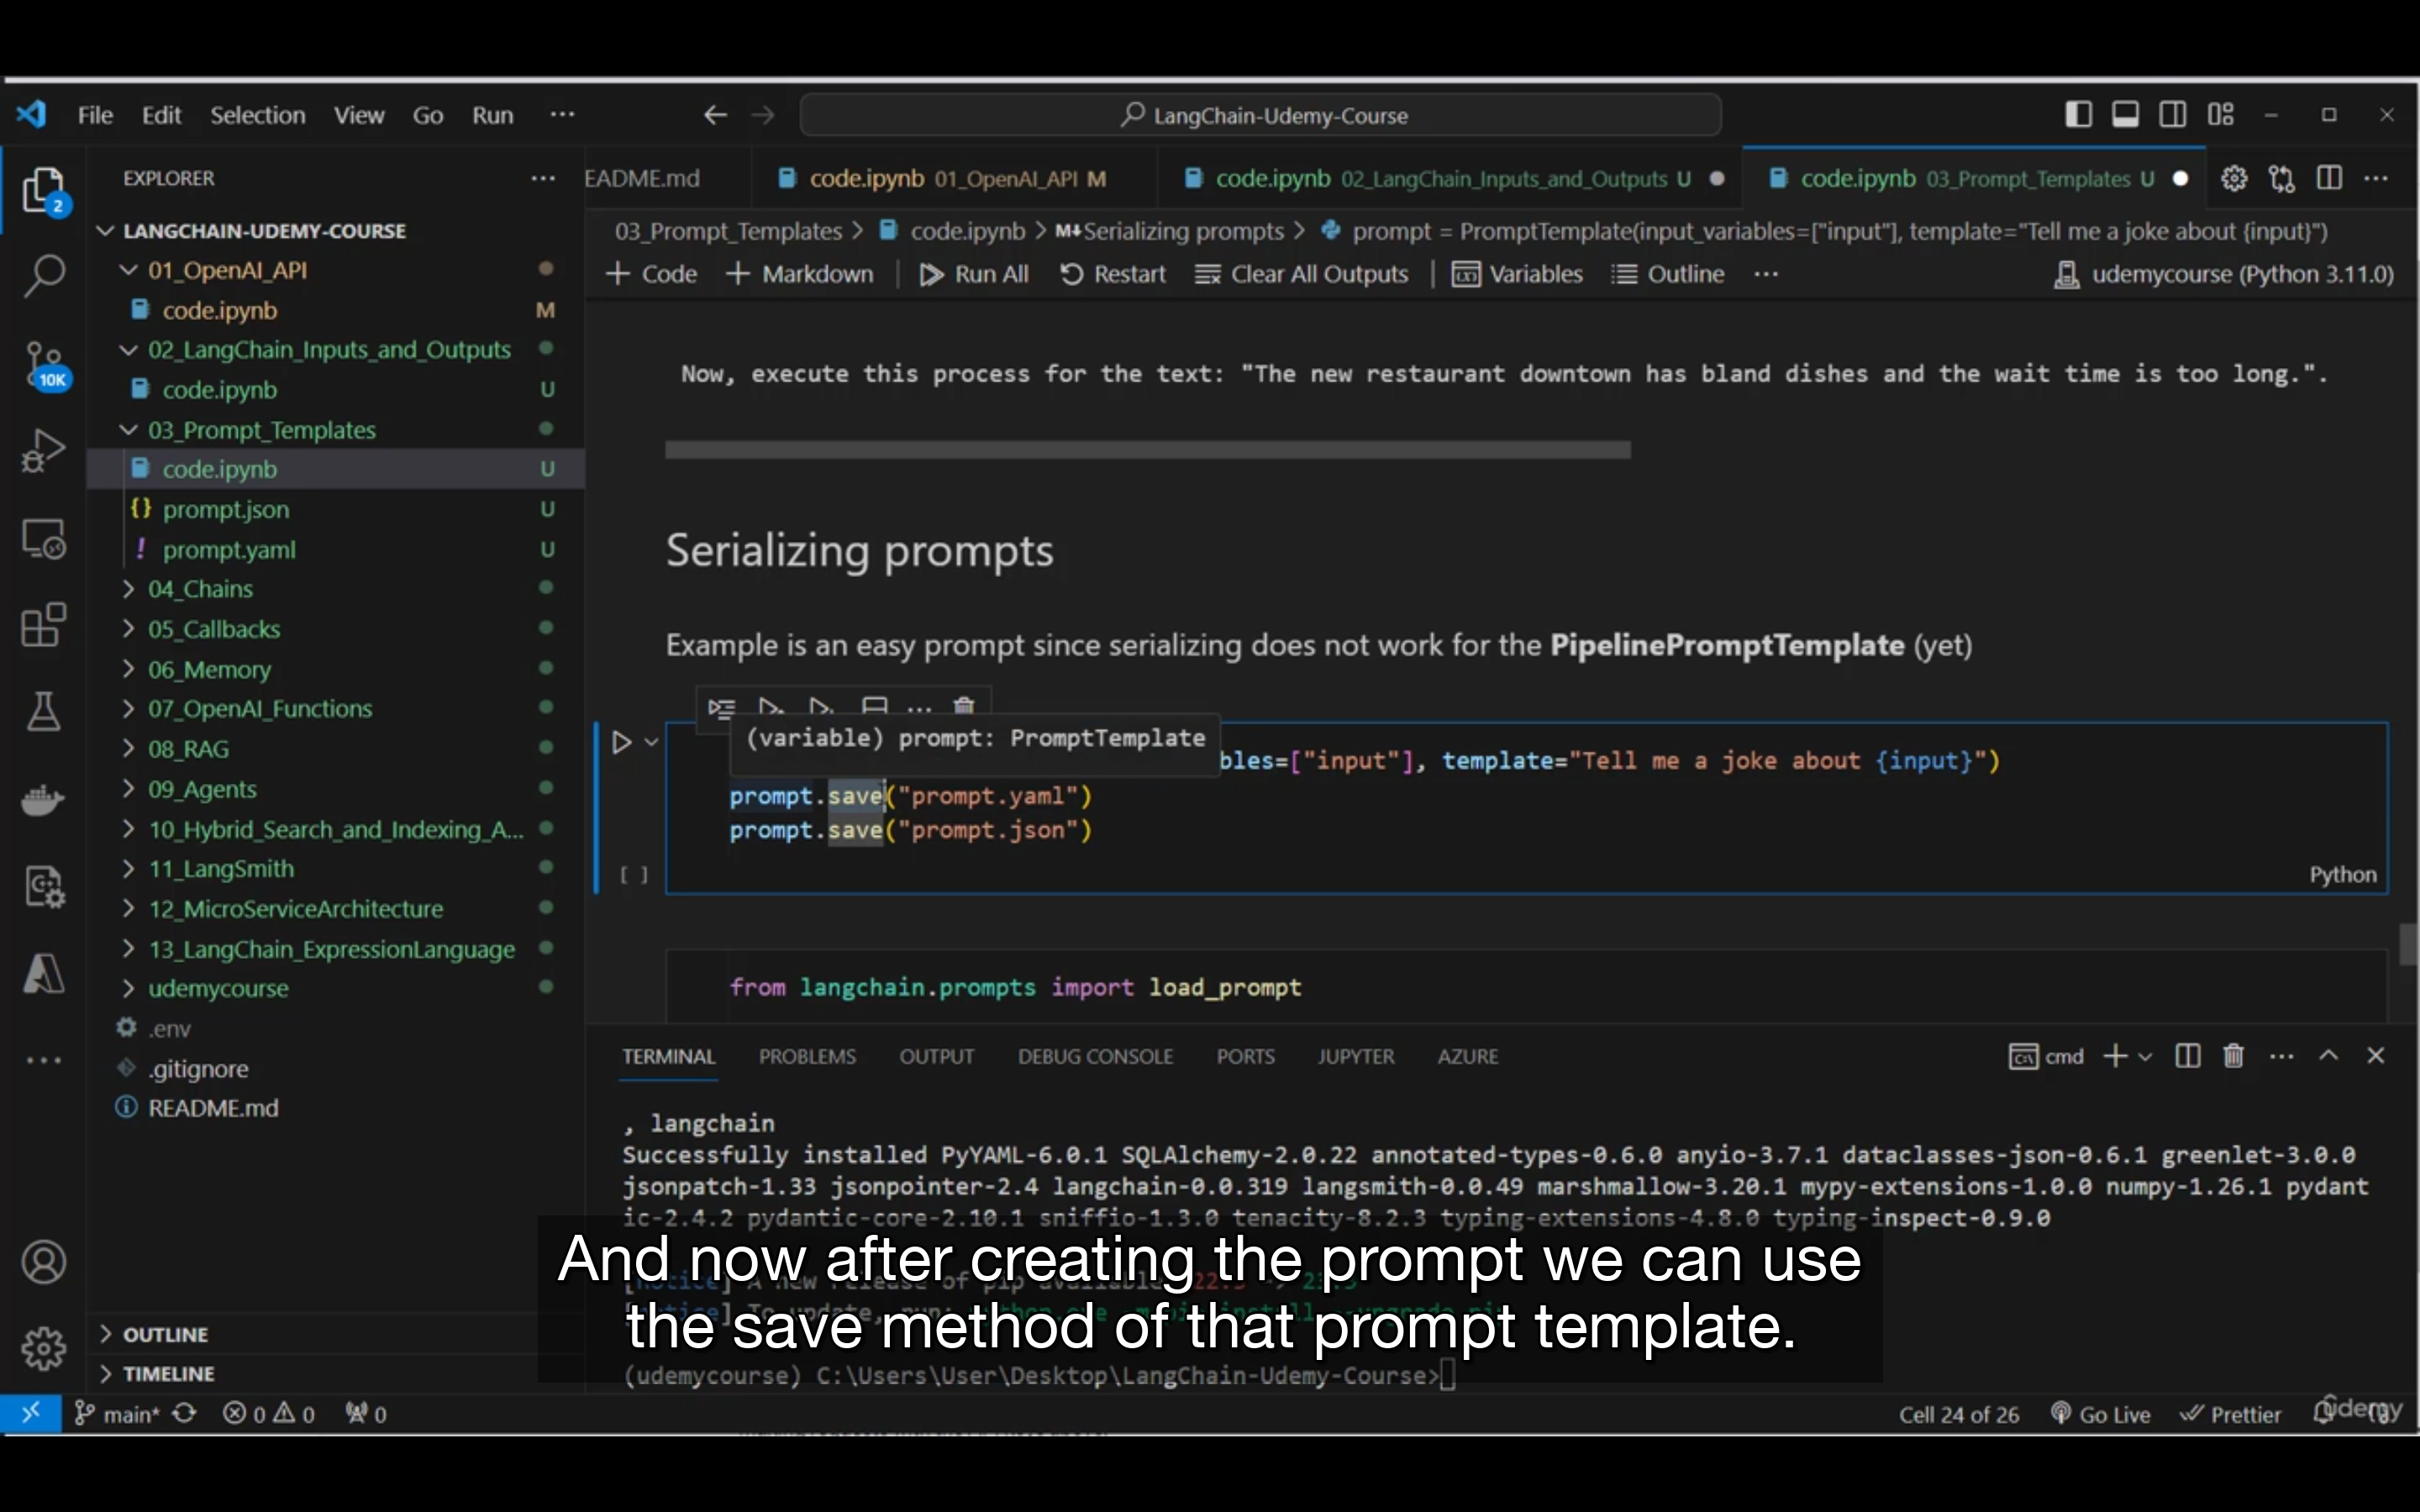 File Edit Selection View Go Run ···
LangChain-Udemy-Course
EXPLORER
EADME.md
code.ipynb 01_OpenAI_API M
code.ipynb 02_LangChain_Inputs_and_Outputs U
code.ipynb 03_Prompt_Templates U
2
10K
LANGCHAIN-UDEMY-COURSE
01_OpenAI_API
code.ipynb M
02_LangChain_Inputs_and_Outputs
code.ipynb U
03_Prompt_Templates
code.ipynb U
{} prompt.json U
! prompt.yaml U
04_Chains
05_Callbacks
06_Memory
07_OpenAI_Functions
08_RAG
09_Agents
10_Hybrid_Search_and_Indexing_A...
11_LangSmith
12_MicroServiceArchitecture
13_LangChain_ExpressionLanguage
udemycourse
.env
.gitignore
README.md
OUTLINE
TIMELINE
03_Prompt_Templates > code.ipynb > M↓Serializing prompts > prompt = PromptTemplate(input_variables=["input"], template="Tell me a joke about {input}")
+ Code + Markdown | Run All Restart Clear All Outputs | Variables Outline ···
udemycourse (Python 3.11.0)
Now, execute this process for the text: "The new restaurant downtown has bland dishes and the wait time is too long.".
Serializing prompts
Example is an easy prompt since serializing does not work for the PipelinePromptTemplate (yet)
(variable) prompt: PromptTemplate
bles=["input"], template="Tell me a joke about {input}")
prompt.save("prompt.yaml")
prompt.save("prompt.json")
[ ]
Python
from langchain.prompts import load_prompt
TERMINAL PROBLEMS OUTPUT DEBUG CONSOLE PORTS JUPYTER AZURE
cmd
, langchain
Successfully installed PyYAML-6.0.1 SQLAlchemy-2.0.22 annotated-types-0.6.0 anyio-3.7.1 dataclasses-json-0.6.1 greenlet-3.0.0
jsonpatch-1.33 jsonpointer-2.4 langchain-0.0.319 langsmith-0.0.49 marshmallow-3.20.1 mypy-extensions-1.0.0 numpy-1.26.1 pydant
ic-2.4.2 pydantic-core-2.10.1 sniffio-1.3.0 tenacity-8.2.3 typing-extensions-4.8.0 typing-inspect-0.9.0
And now after creating the prompt we can use
the save method of that prompt template.
(udemycourse) C:\Users\User\Desktop\LangChain-Udemy-Course>
main* 0 0 0
Cell 24 of 26 Go Live Prettier
Udemy